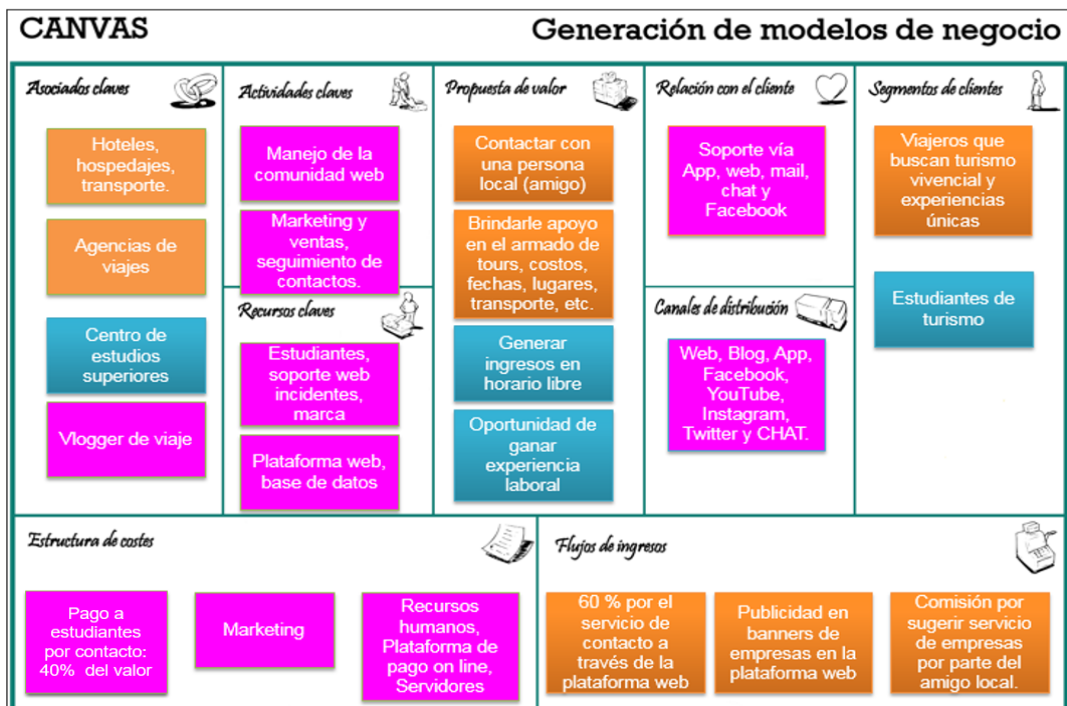 CANVAS
Generación de modelos de negocio
Asociados claves
Hoteles,
hospedajes,
transporte.
Agencias de
viajes
Centro de
estudios
superiores
Vlogger de viaje
Actividades claves
Manejo de la
comunidad web
Marketing y
ventas,
seguimiento de
contactos.
Recursos claves
Estudiantes,
soporte web
incidentes,
marca
Plataforma web,
base de datos
Propuesta de valor
Contactar con
una persona
local (amigo)
Brindarle apoyo
en el armado de
tours, costos,
fechas, lugares,
transporte, etc.
Generar
ingresos en
horario libre
Oportunidad de
ganar
experiencia
laboral
Relación con el cliente
Soporte vía
App, web, mail,
chat y
Facebook
Canales de distribución
Web, Blog, App,
Facebook,
YouTube,
Instagram,
Twitter y CHAT.
Segmentos de clientes
Viajeros que
buscan turismo
vivencial y
experiencias
únicas
Estudiantes de
turismo
Estructura de costes
Pago a
estudiantes
por contacto:
40% del valor
Marketing
Recursos
humanos,
Plataforma de
pago on line,
Servidores
Flujos de ingresos
60 % por el
servicio de
contacto a
través de la
plataforma web
Publicidad en
banners de
empresas en la
plataforma web
Comisión por
sugerir servicio
de empresas
por parte del
amigo local.